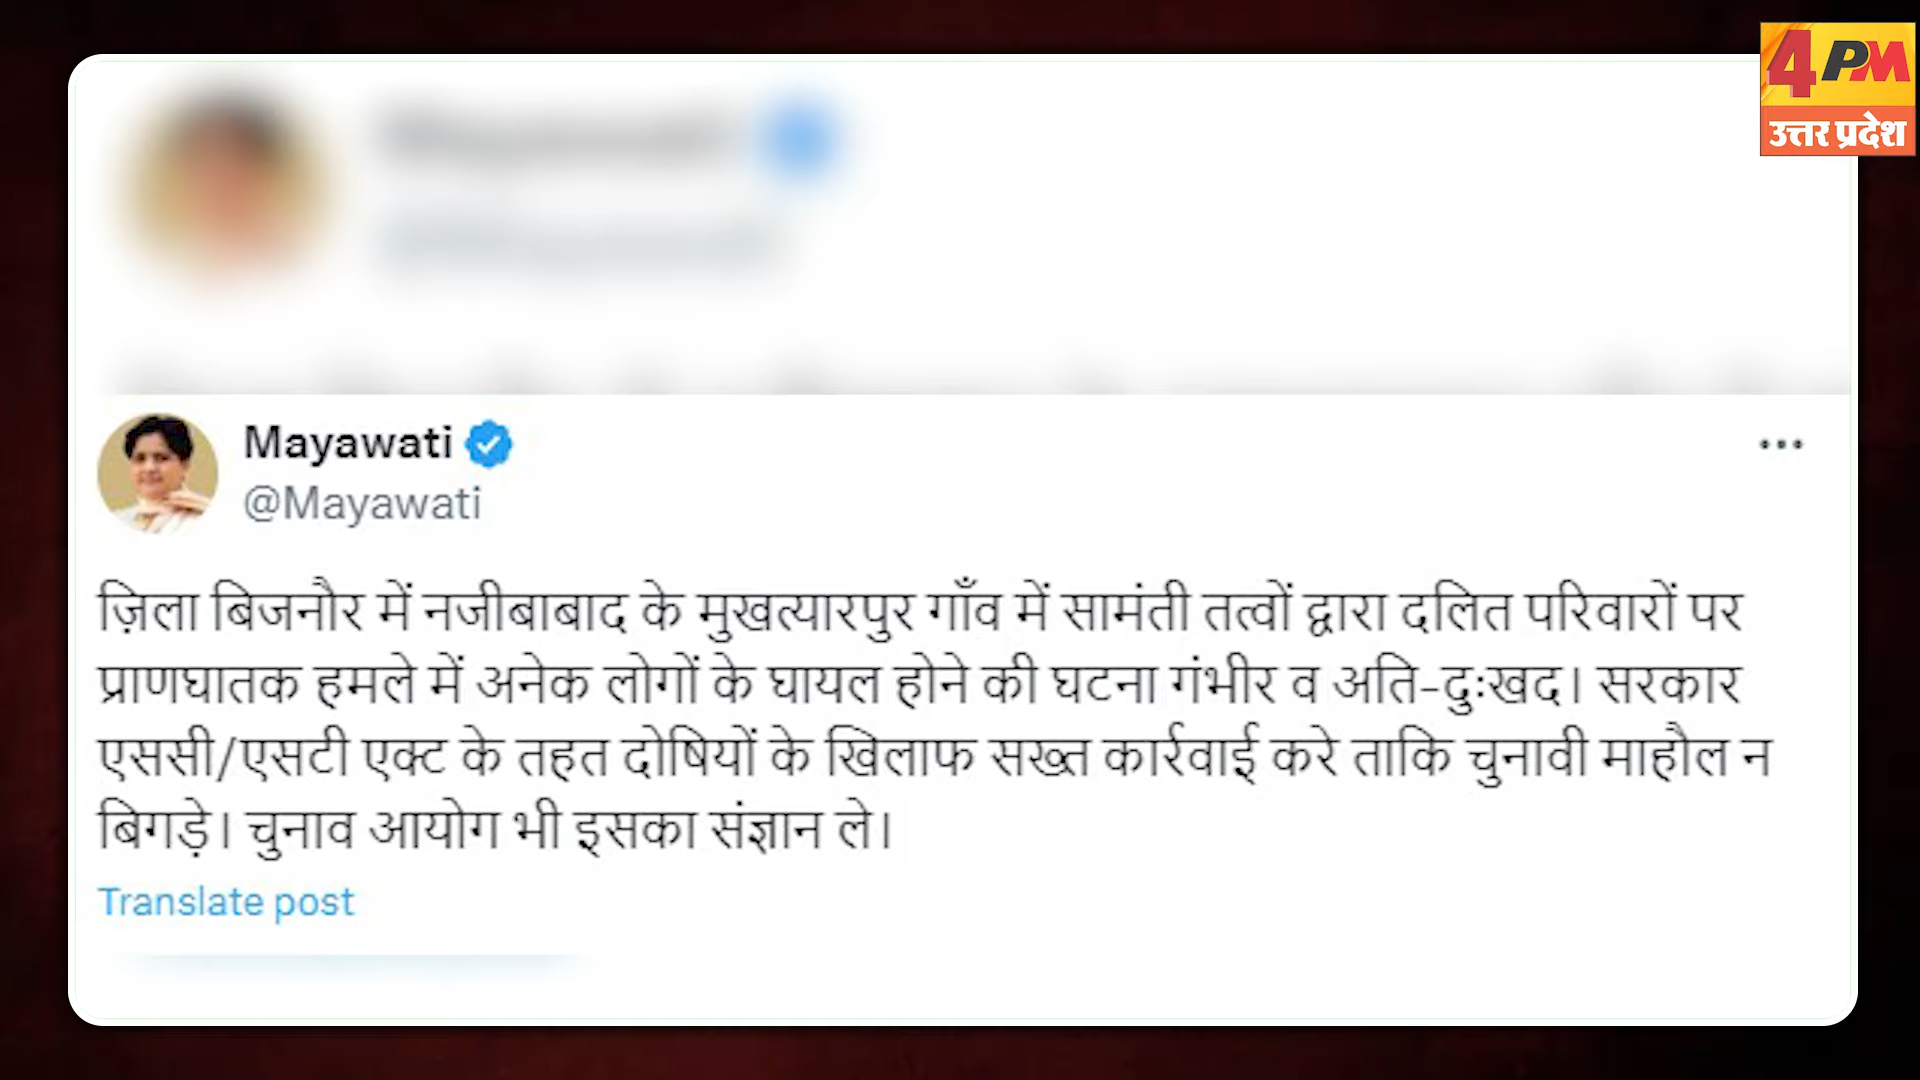 4PM
उत्तर प्रदेश
Mayawati
@Mayawati
ज़िला बिजनौर में नजीबाबाद के मुखत्यारपुर गाँव में सामंती तत्वों द्वारा दलित परिवारों पर
प्राणघातक हमले में अनेक लोगों के घायल होने की घटना गंभीर व अति-दुःखद। सरकार
एससी/एसटी एक्ट के तहत दोषियों के खिलाफ सख्त कार्रवाई करे ताकि चुनावी माहौल न
बिगड़े। चुनाव आयोग भी इसका संज्ञान ले।
Translate post